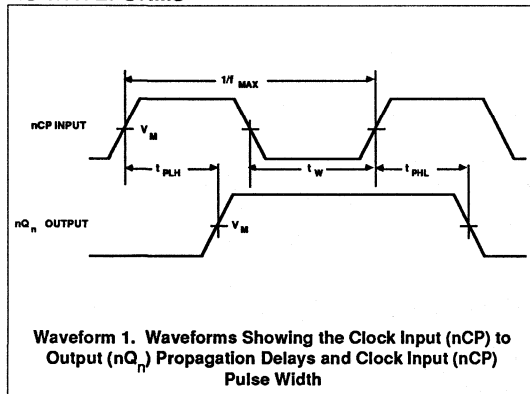 1/f MAX
nCP INPUT
V M
t PLH
t W
t PHL
nQn OUTPUT
V M
Waveform 1. Waveforms Showing the Clock Input (nCP) to
Output (nQn) Propagation Delays and Clock Input (nCP)
Pulse Width